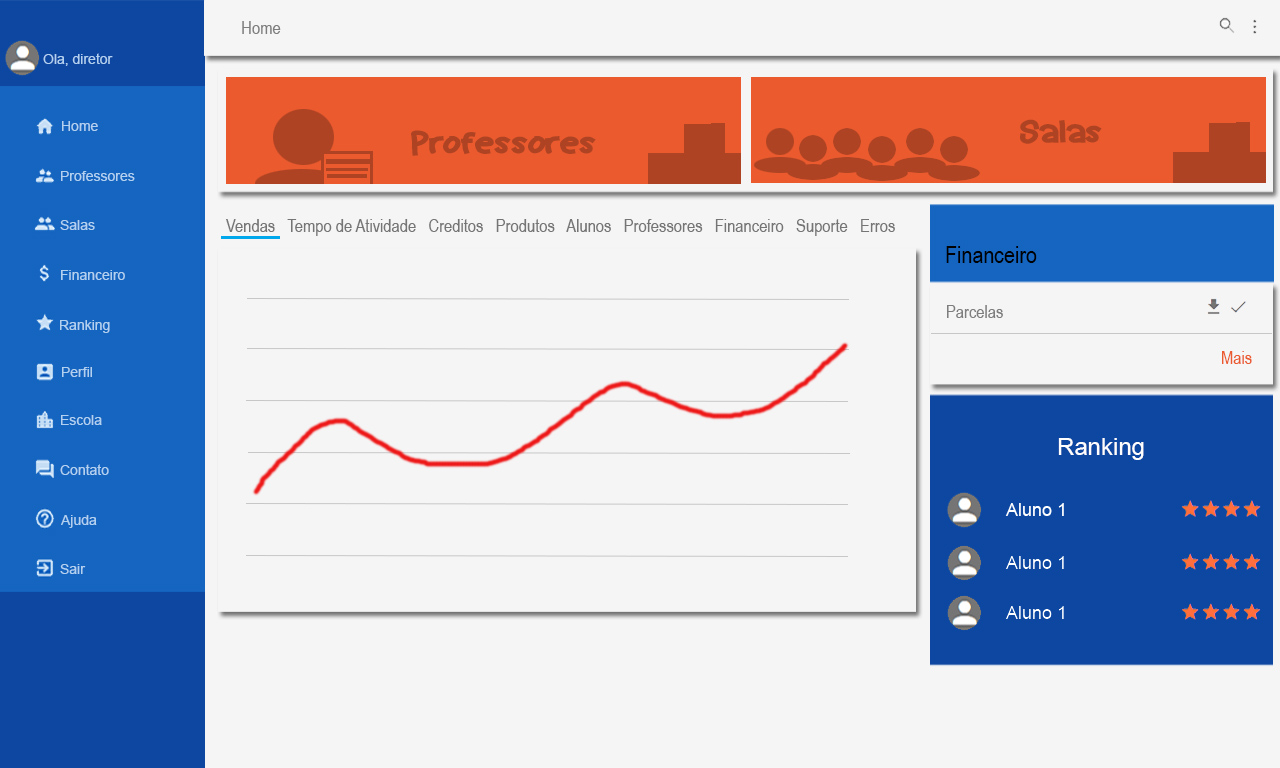 Home
Ola, diretor
Home
Professores
Salas
Financeiro
Ranking
Perfil
Escola
Contato
Ajuda
Sair
Professores
Salas
Vendas Tempo de Atividade Creditos Produtos Alunos Professores Financeiro Suporte Erros
Financeiro
Parcelas
Mais
Ranking
Aluno 1
Aluno 1
Aluno 1